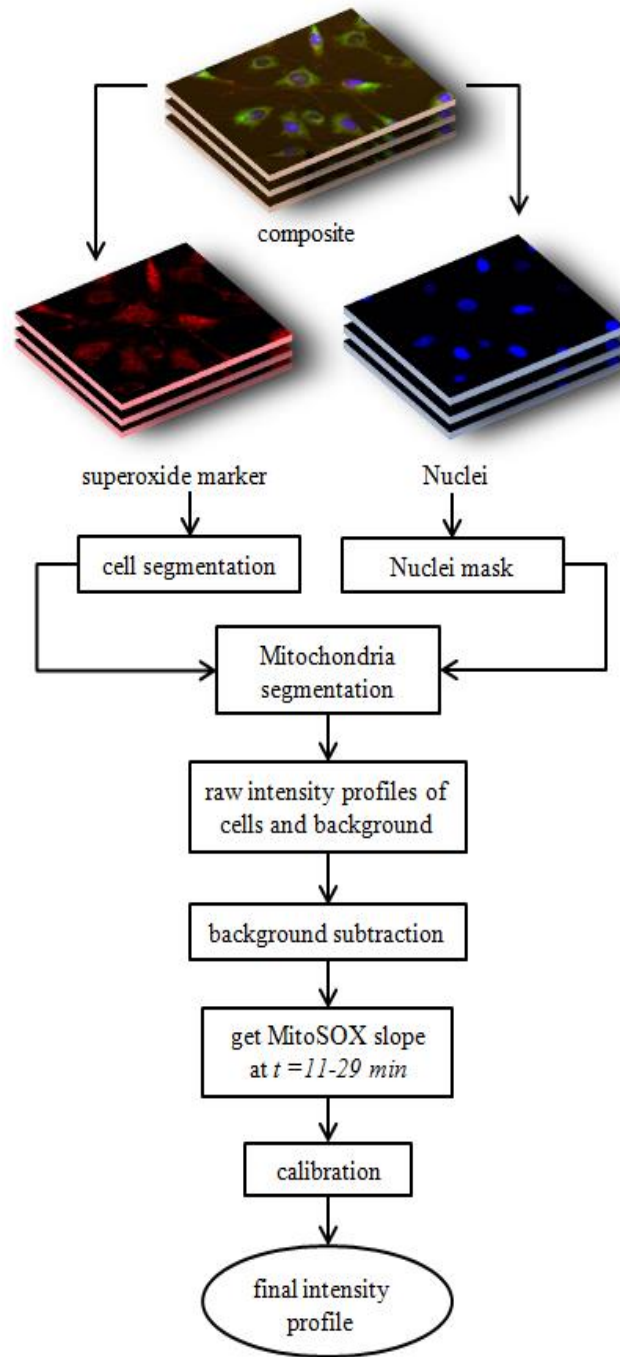 composite
superoxide marker
Nuclei
cell segmentation
Nuclei mask
Mitochondria
segmentation
raw intensity profiles of
cells and background
background subtraction
get MitoSOX slope
at t =11-29 min
calibration
final intensity
profile